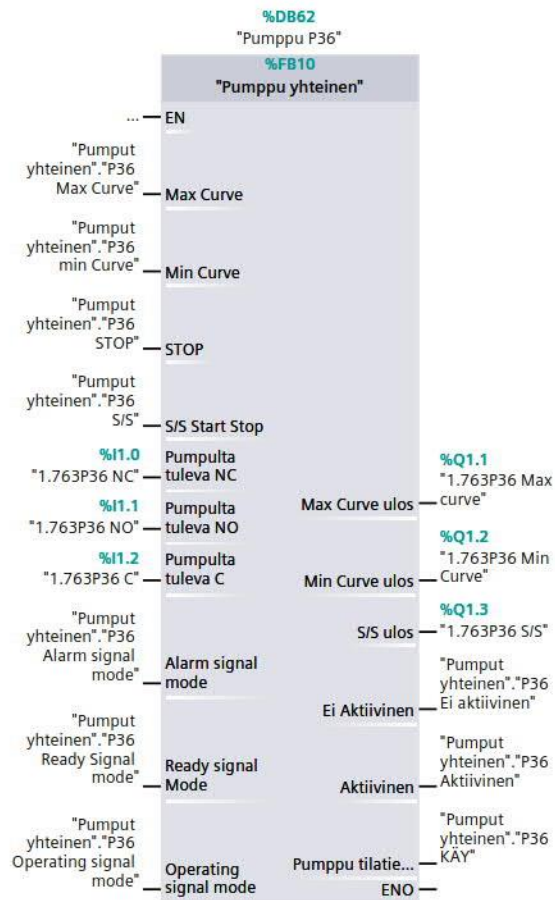 %DB62
"Pumppu P36"
%FB10
"Pumppu yhteinen"
... EN
"Pumput
yhteinen"."P36
Max Curve"
Max Curve
"Pumput
yhteinen"."P36
min Curve"
Min Curve
"Pumput
yhteinen"."P36
STOP"
STOP
"Pumput
yhteinen"."P36
S/S"
S/S Start Stop
%I1.0
"1.763P36 NC"
Pumpulta
tuleva NC
%I1.1
"1.763P36 NO"
Pumpulta
tuleva NO
%I1.2
"1.763P36 C"
Pumpulta
tuleva C
"Pumput
yhteinen"."P36
Alarm signal
mode"
Alarm signal
mode
"Pumput
yhteinen"."P36
Ready Signal
mode"
Ready signal
Mode
"Pumput
yhteinen"."P36
Operating signal
mode"
Operating
signal mode
Max Curve ulos
%Q1.1
"1.763P36 Max
curve"
Min Curve ulos
%Q1.2
"1.763P36 Min
Curve"
S/S ulos
%Q1.3
"1.763P36 S/S"
Ei Aktiivinen
"Pumput
yhteinen"."P36
Ei aktiivinen"
Aktiivinen
"Pumput
yhteinen"."P36
Aktiivinen"
Pumppu tilatie...
"Pumput
yhteinen"."P36
KÄY"
ENO